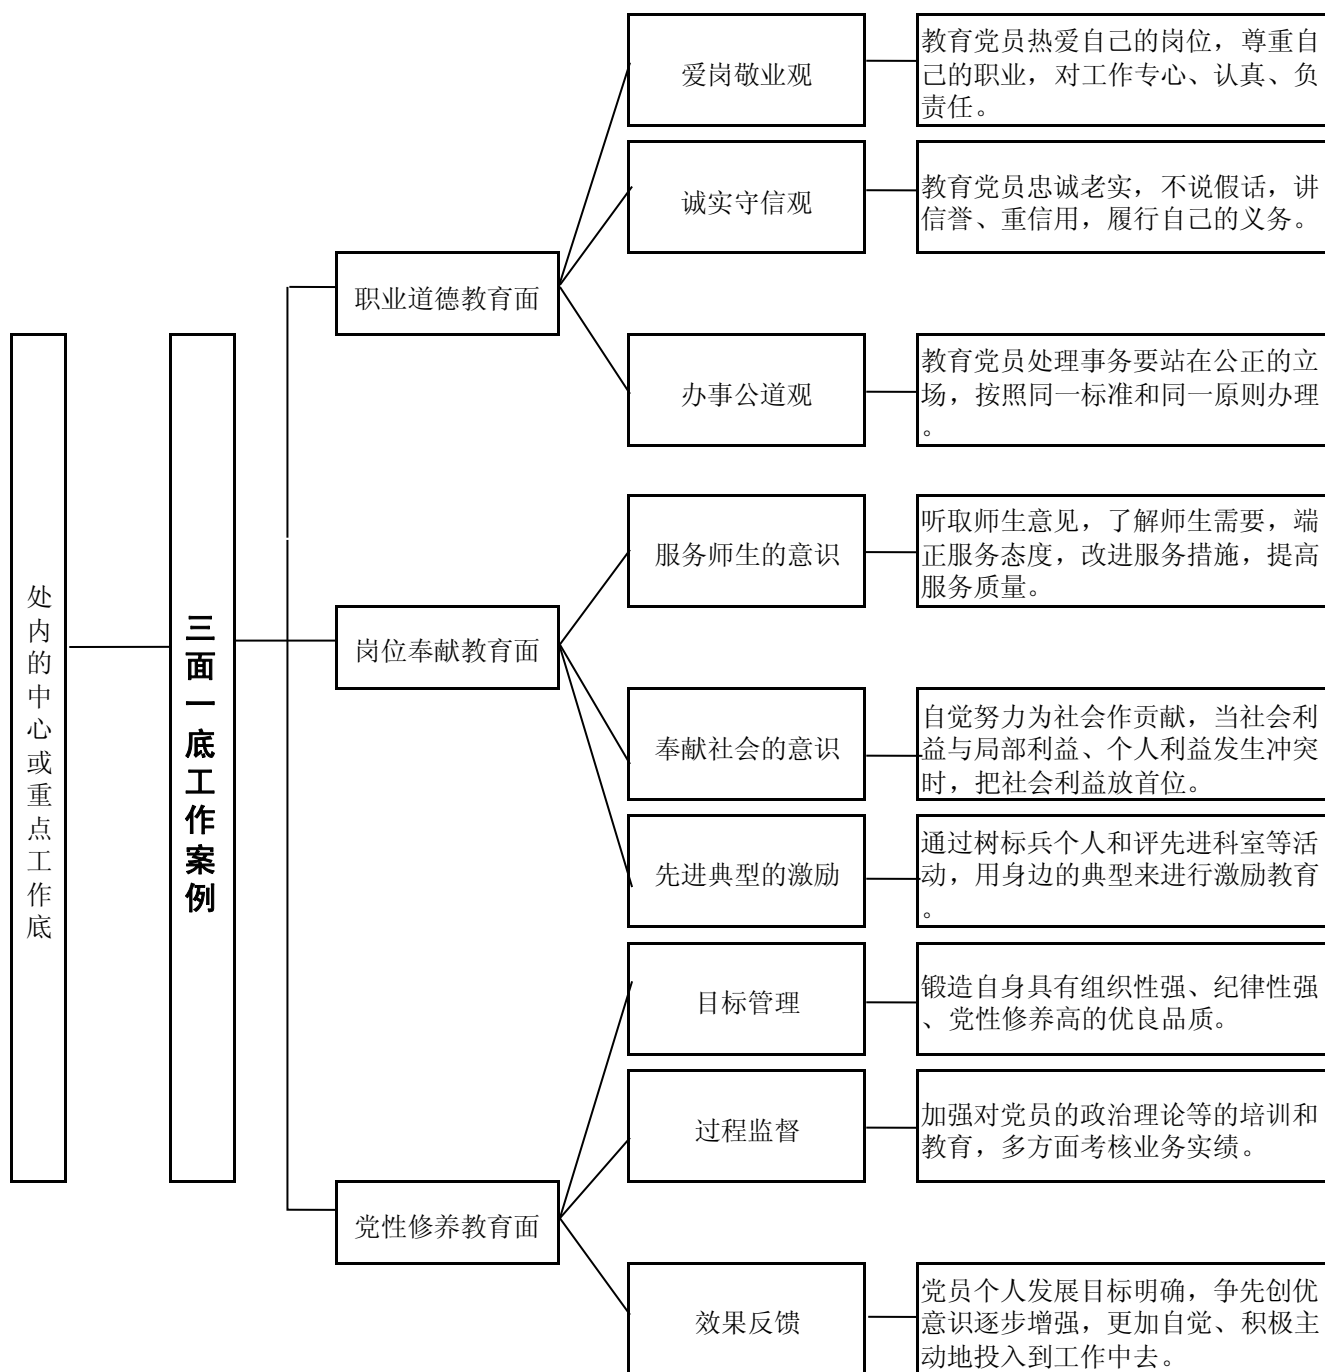 处内的中心或重点工作底
三面一底工作案例
职业道德教育面
爱岗敬业观
教育党员热爱自己的岗位，尊重自
己的职业，对工作专心、认真、负
责任。
诚实守信观
教育党员忠诚老实，不说假话，讲
信誉、重信用，履行自己的义务。
办事公道观
教育党员处理事务要站在公正的立
场，按照同一标准和同一原则办理
。
岗位奉献教育面
服务师生的意识
听取师生意见，了解师生需要，端
正服务态度，改进服务措施，提高
服务质量。
奉献社会的意识
自觉努力为社会作贡献，当社会利
益与局部利益、个人利益发生冲突
时，把社会利益放首位。
先进典型的激励
通过树标兵个人和评先进科室等活
动，用身边的典型来进行激励教育
。
党性修养教育面
目标管理
锻造自身具有组织性强、纪律性强
、党性修养高的优良品质。
过程监督
加强对党员的政治理论等的培训和
教育，多方面考核业务实绩。
效果反馈
党员个人发展目标明确，争先创优
意识逐步增强，更加自觉、积极主
动地投入到工作中去。